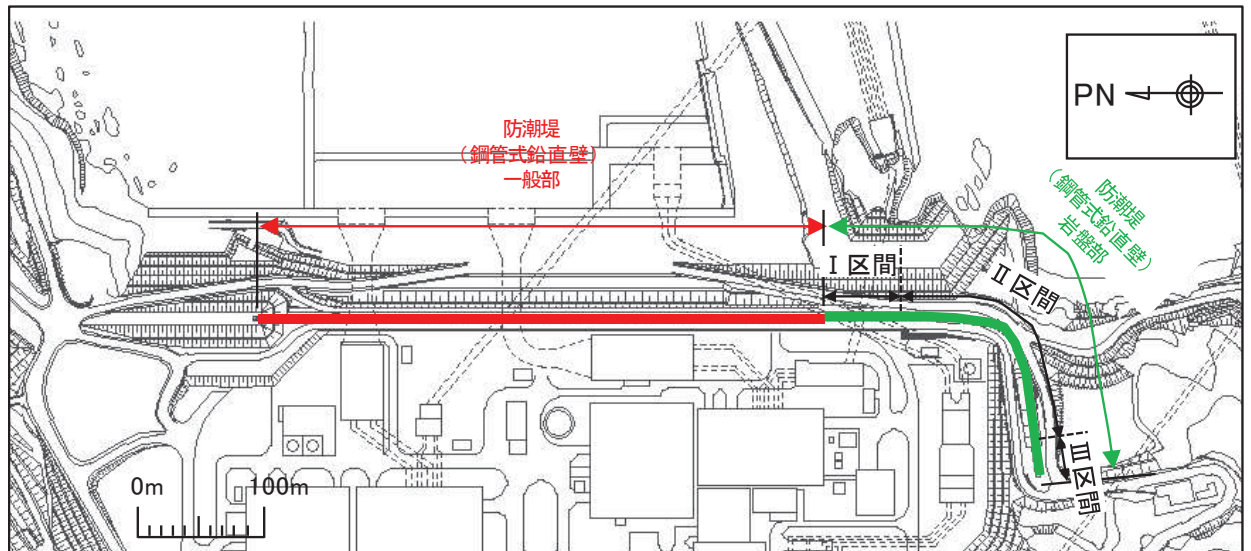 防潮堤
(鋼管式鉛直壁)
一般部
PN
防潮堤
(鋼管式鉛直壁)
岩盤部
Ⅰ区間
Ⅱ区間
Ⅲ区間
0m 100m